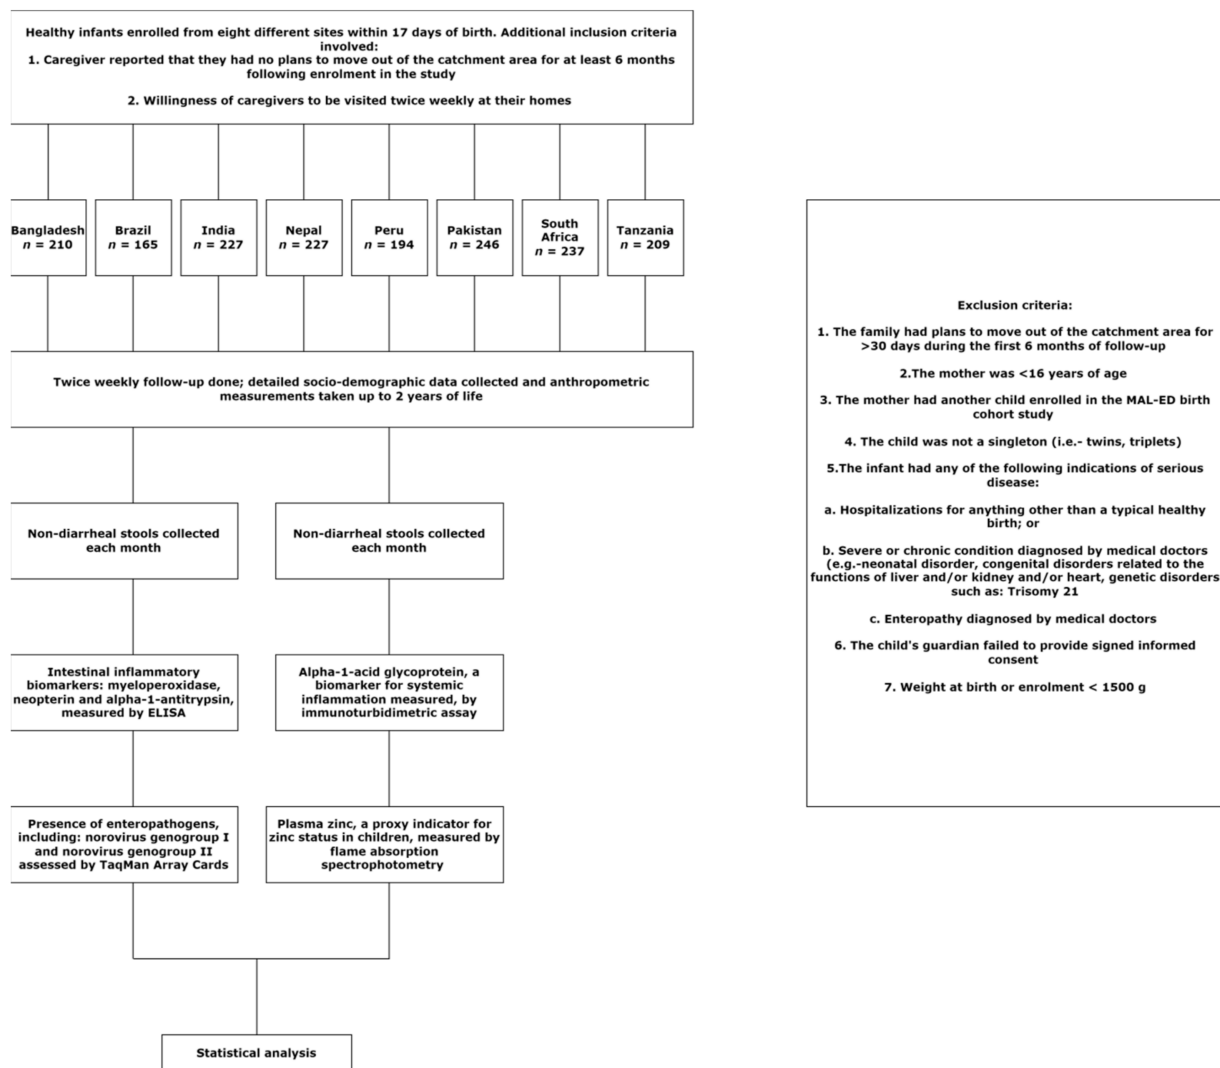 Healthy infants enrolled from eight different sites within 17 days of birth. Additional inclusion criteria
involved:
1. Caregiver reported that they had no plans to move out of the catchment area for at least 6 months
following enrolment in the study
2. Willingness of caregivers to be visited twice weekly at their homes
Bangladesh
n = 210
Brazil
n = 165
India
n = 227
Nepal
n = 227
Peru
n = 194
Pakistan
n = 246
South
Africa
n = 237
Tanzania
n = 209
Twice weekly follow-up done; detailed socio-demographic data collected and anthropometric
measurements taken up to 2 years of life
Non-diarrheal stools collected
each month
Non-diarrheal stools collected
each month
Intestinal inflammatory
biomarkers: myeloperoxidase,
neopterin and alpha-1-antitrypsin,
measured by ELISA
Alpha-1-acid glycoprotein, a
biomarker for systemic
inflammation measured, by
immunoturbidimetric assay
Presence of enteropathogens,
including: norovirus genogroup I
and norovirus genogroup II
assessed by TaqMan Array Cards
Plasma zinc, a proxy indicator for
zinc status in children, measured by
flame absorption
spectrophotometry
Statistical analysis
Exclusion criteria:
1. The family had plans to move out of the catchment area for
>30 days during the first 6 months of follow-up
2.The mother was <16 years of age
3. The mother had another child enrolled in the MAL-ED birth
cohort study
4. The child was not a singleton (i.e.- twins, triplets)
5.The infant had any of the following indications of serious
disease:
a. Hospitalizations for anything other than a typical healthy
birth; or
b. Severe or chronic condition diagnosed by medical doctors
(e.g.-neonatal disorder, congenital disorders related to the
functions of liver and/or kidney and/or heart, genetic disorders
such as: Trisomy 21
c. Enteropathy diagnosed by medical doctors
6. The child's guardian failed to provide signed informed
consent
7. Weight at birth or enrolment < 1500 g